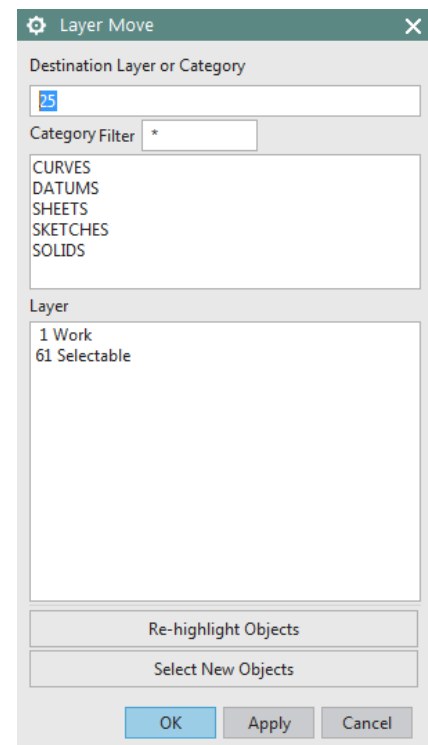 Layer Move
Destination Layer or Category
25
Category Filter *
CURVES
DATUMS
SHEETS
SKETCHES
SOLIDS
Layer
1 Work
61 Selectable
Re-highlight Objects
Select New Objects
OK Apply Cancel